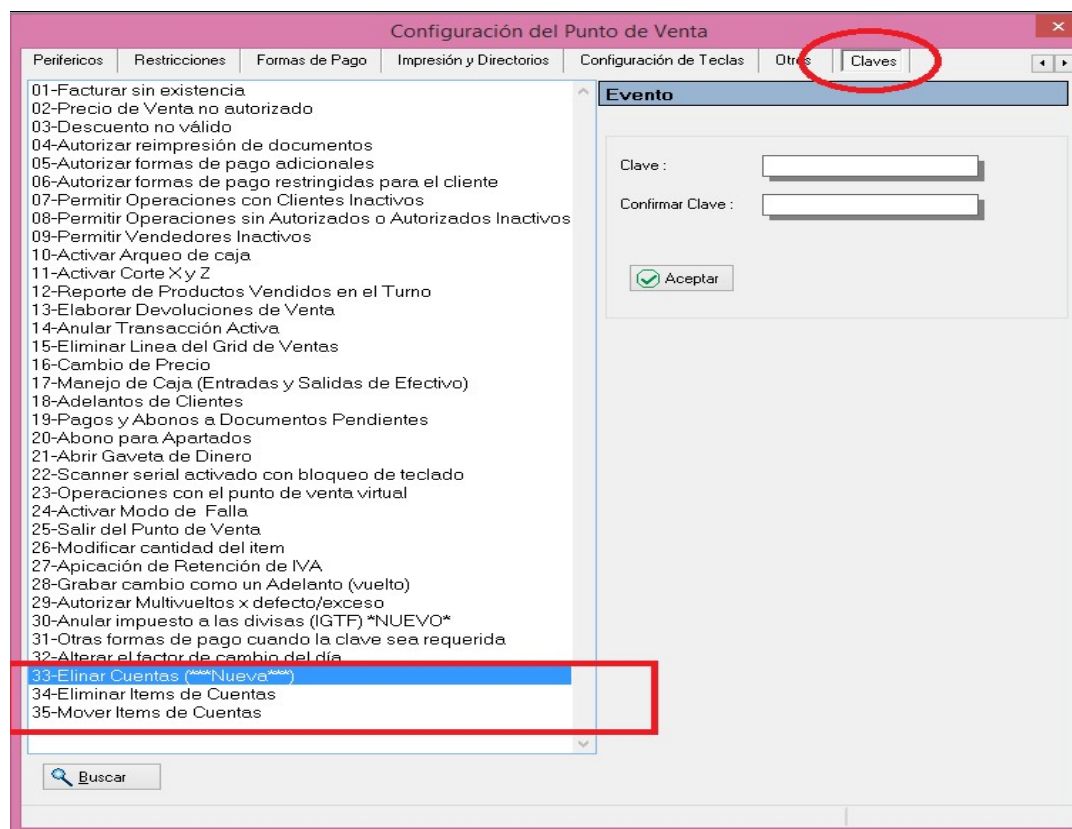 Configuración del Punto de Venta
Perifericos
Restricciones
Formas de Pago
Impresión y Directorios
Configuración de Teclas
Otros
Claves
01-Facturar sin existencia
02-Precio de Venta no autorizado
03-Descuento no válido
04-Autorizar reimpresión de documentos
05-Autorizar formas de pago adicionales
06-Autorizar formas de pago restringidas para el cliente
07-Permitir Operaciones con Clientes Inactivos
08-Permitir Operaciones sin Autorizados o Autorizados Inactivos
09-Permitir Vendedores Inactivos
10-Activar Arqueo de caja
11-Activar Corte X y Z
12-Reporte de Productos Vendidos en el Turno
13-Elaborar Devoluciones de Venta
14-Anular Transacción Activa
15-Eliminar Linea del Grid de Ventas
16-Cambio de Precio
17-Manejo de Caja (Entradas y Salidas de Efectivo)
18-Adelantos de Clientes
19-Pagos y Abonos a Documentos Pendientes
20-Abono para Apartados
21-Abrir Gaveta de Dinero
22-Scanner serial activado con bloqueo de teclado
23-Operaciones con el punto de venta virtual
24-Activar Modo de Falla
25-Salir del Punto de Venta
26-Modificar cantidad del item
27-Apicación de Retención de IVA
28-Grabar cambio como un Adelanto (vuelto)
29-Autorizar Multivueltos x defecto/exceso
30-Anular impuesto a las divisas (IGTF) *NUEVO*
31-Otras formas de pago cuando la clave sea requerida
32-Alterar el factor de cambio del día
33-Elinar Cuentas (***Nueva***)
34-Eliminar Items de Cuentas
35-Mover Items de Cuentas
Buscar
Evento
Clave :
Confirmar Clave :
Aceptar